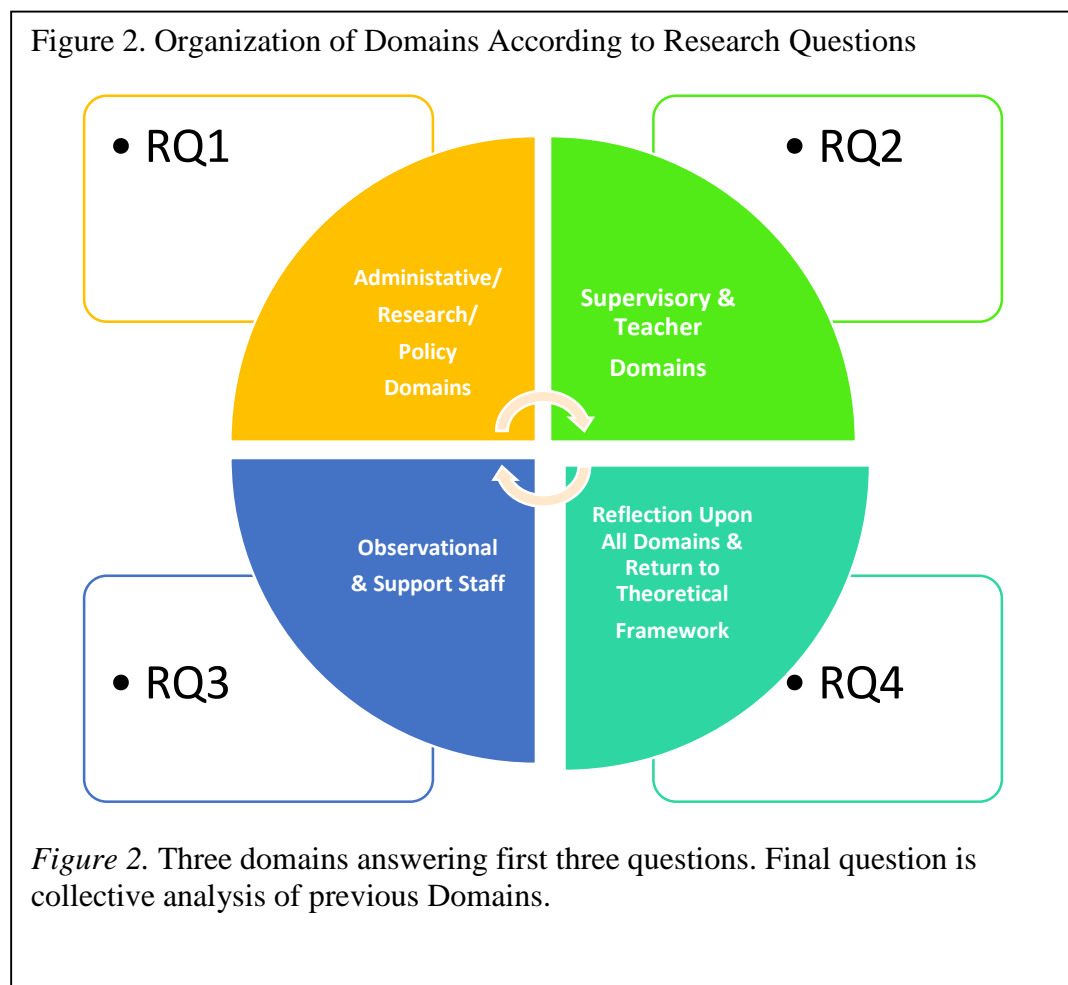 Figure 2. Organization of Domains According to Research Questions
• RQ1
• RQ2
Administative/
Research/
Policy
Domains
Supervisory &
Teacher
Domains
Observational
& Support Staff
Reflection Upon
All Domains &
Return to
Theoretical
Framework
• RQ3
• RQ4
Figure 2. Three domains answering first three questions. Final question is
collective analysis of previous Domains.